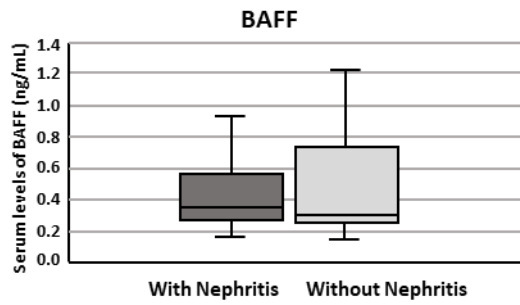 BAFF
Serum levels of BAFF (ng/mL)
1.4
1.2
1.0
0.8
0.6
0.4
0.2
0.0
With Nephritis
Without Nephritis